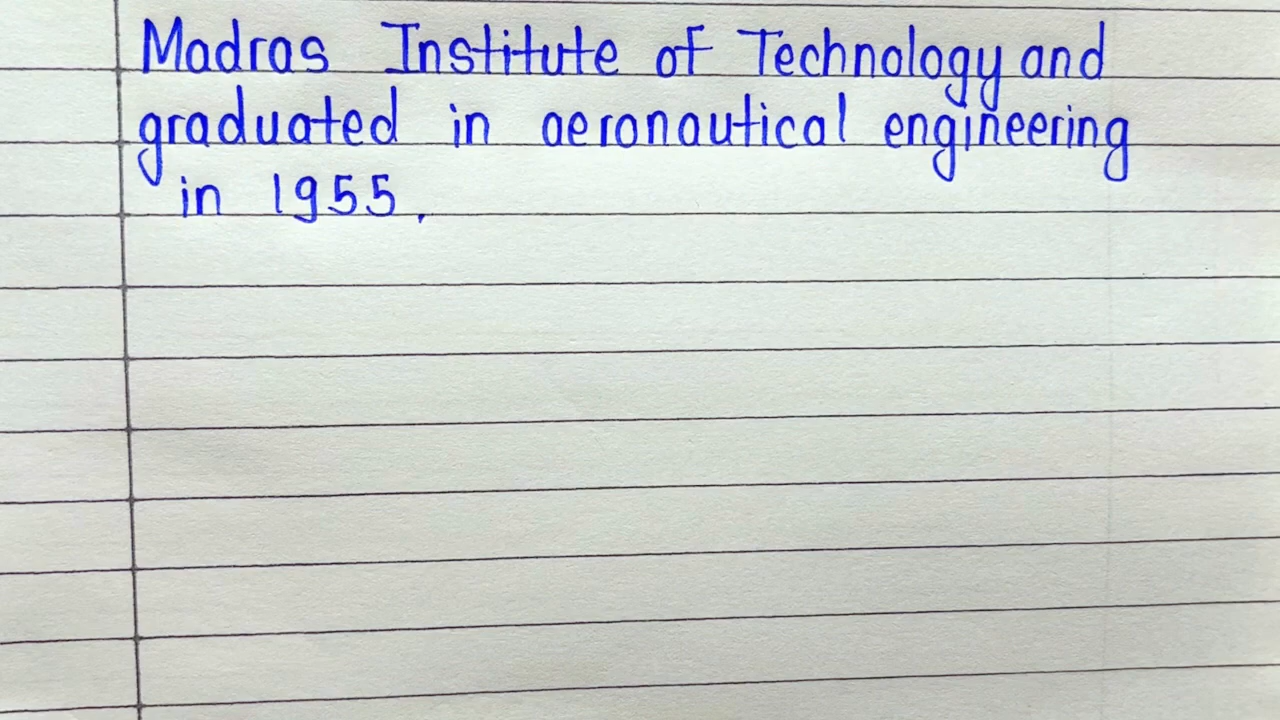 Madras Institute of Technology and
graduated in aeronautical engineering
in 1955.